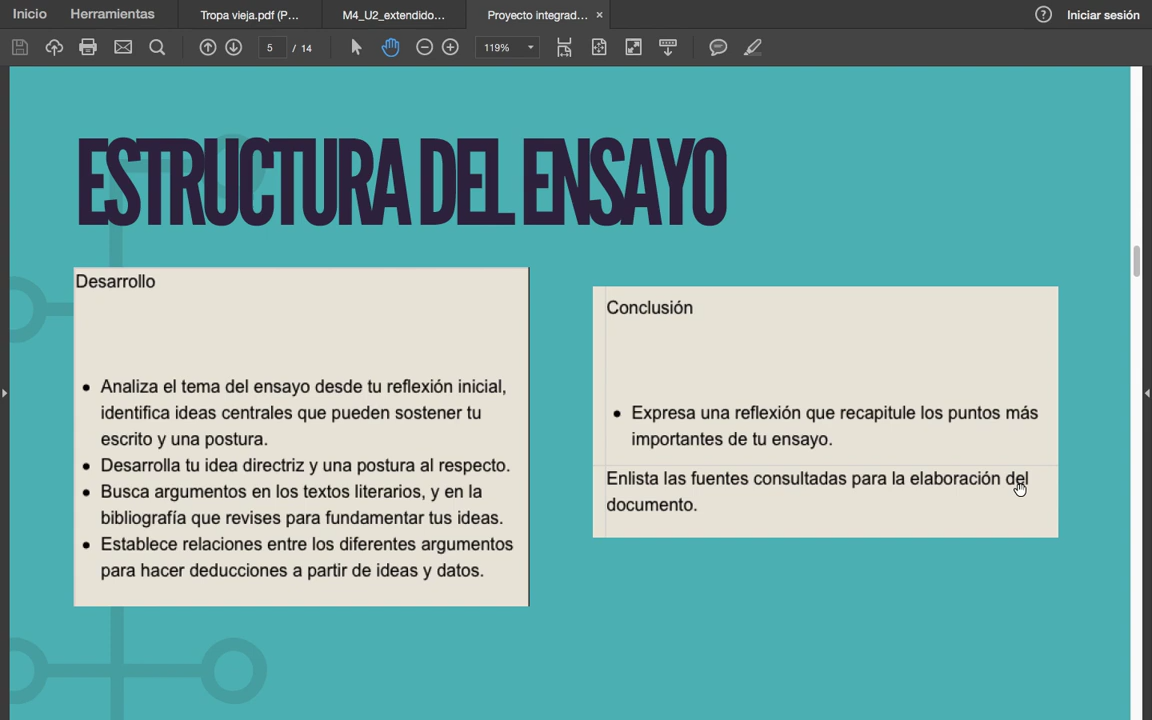 Inicio Herramientas Tropa vieja.pdf (P... M4_U2_extendido... Proyecto integrad... × ? Iniciar sesión
5 / 14 119%
ESTRUCTURA DEL ENSAYO
Desarrollo
• Analiza el tema del ensayo desde tu reflexión inicial,
identifica ideas centrales que pueden sostener tu
escrito y una postura.
• Desarrolla tu idea directriz y una postura al respecto.
• Busca argumentos en los textos literarios, y en la
bibliografía que revises para fundamentar tus ideas.
• Establece relaciones entre los diferentes argumentos
para hacer deducciones a partir de ideas y datos.
Conclusión
• Expresa una reflexión que recapitule los puntos más
importantes de tu ensayo.
Enlista las fuentes consultadas para la elaboración del
documento.